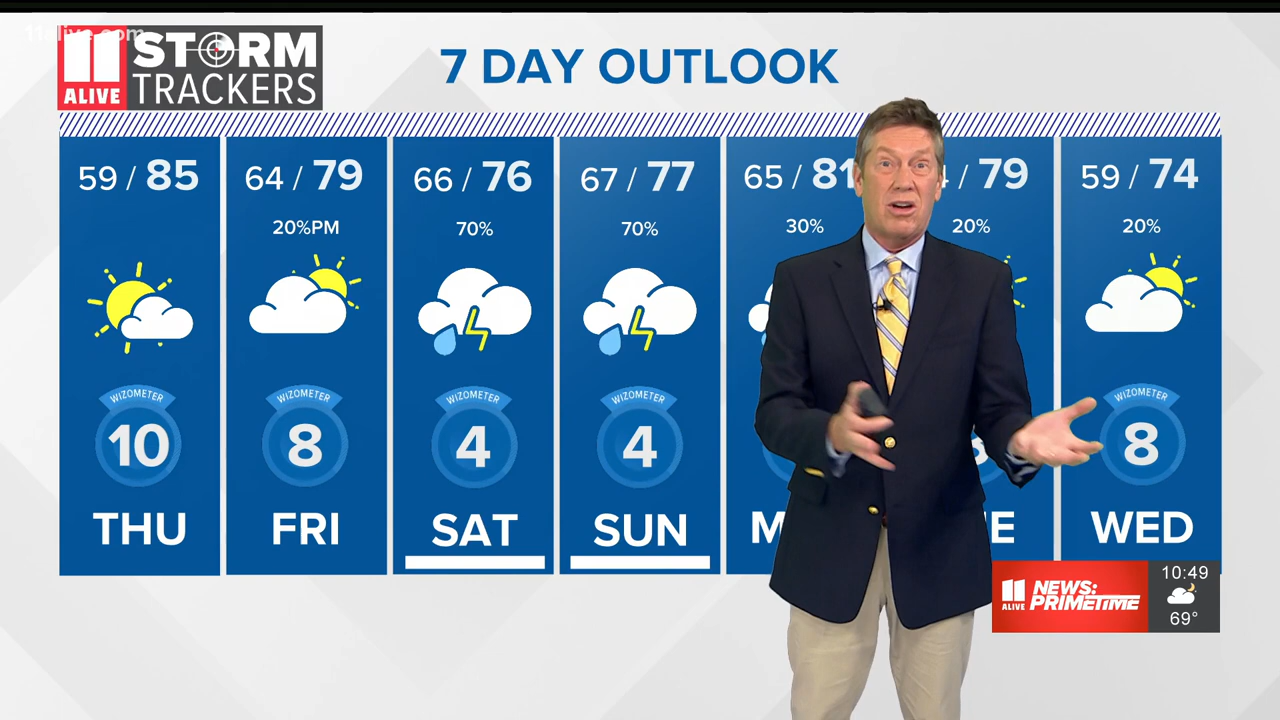 11alive.com
11 ALIVE
STORM TRACKERS
7 DAY OUTLOOK
59 / 85
64 / 79
66 / 76
67 / 77
65 / 81
/ 79
59 / 74
20%PM
70%
70%
30%
20%
20%
WIZOMETER
WIZOMETER
WIZOMETER
WIZOMETER
WIZOMETER
10
8
4
4
8
THU
FRI
SAT
SUN
M
E
WED
11 ALIVE
NEWS:
PRIMETIME
10:49
69°